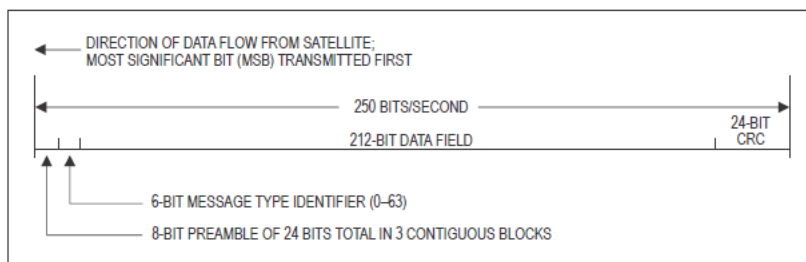 DIRECTION OF DATA FLOW FROM SATELLITE;
MOST SIGNIFICANT BIT (MSB) TRANSMITTED FIRST
250 BITS/SECOND
212-BIT DATA FIELD
24-BIT
CRC
6-BIT MESSAGE TYPE IDENTIFIER (0–63)
8-BIT PREAMBLE OF 24 BITS TOTAL IN 3 CONTIGUOUS BLOCKS